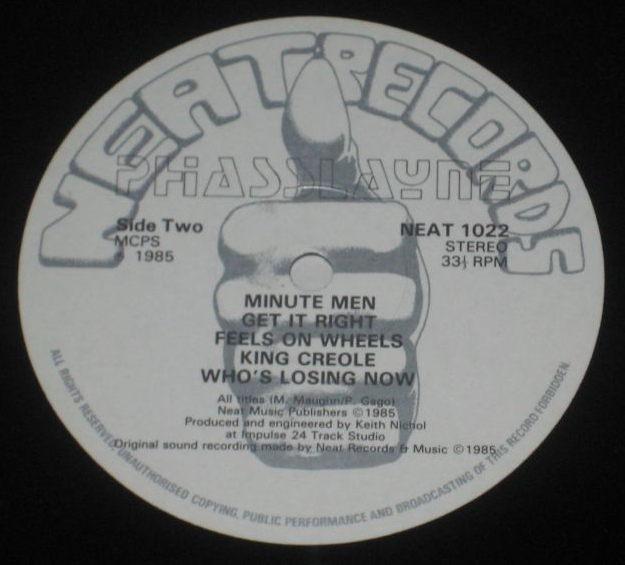 NEAT RECORDS
PHASSLAYNE
Side Two
MCPS
℗ 1985
NEAT 1022
STEREO
33⅓ RPM
MINUTE MEN
GET IT RIGHT
FEELS ON WHEELS
KING CREOLE
WHO'S LOSING NOW
All titles (M. Maughn/P. Gago)
Neat Music Publishers © 1985
Produced and engineered by Keith Nichol
at Impulse 24 Track Studio
Original sound recording made by Neat Records & Music © 1985
ALL RIGHTS RESERVED, UNAUTHORISED COPYING, PUBLIC PERFORMANCE AND BROADCASTING OF THIS RECORD FORBIDDEN